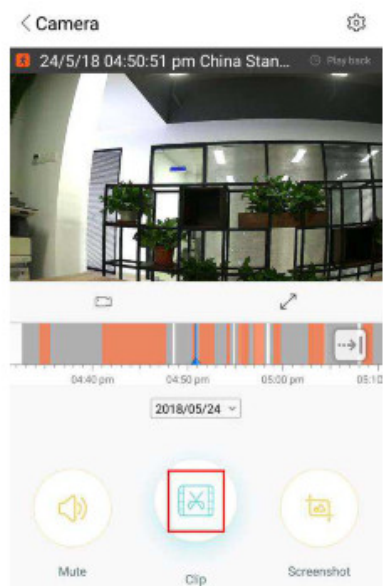 Camera
24/5/18 04:50:51 pm China Stan... Play back
04:40 pm 04:50 pm 05:00 pm 05:10
2018/05/24
Mute Clip Screenshot